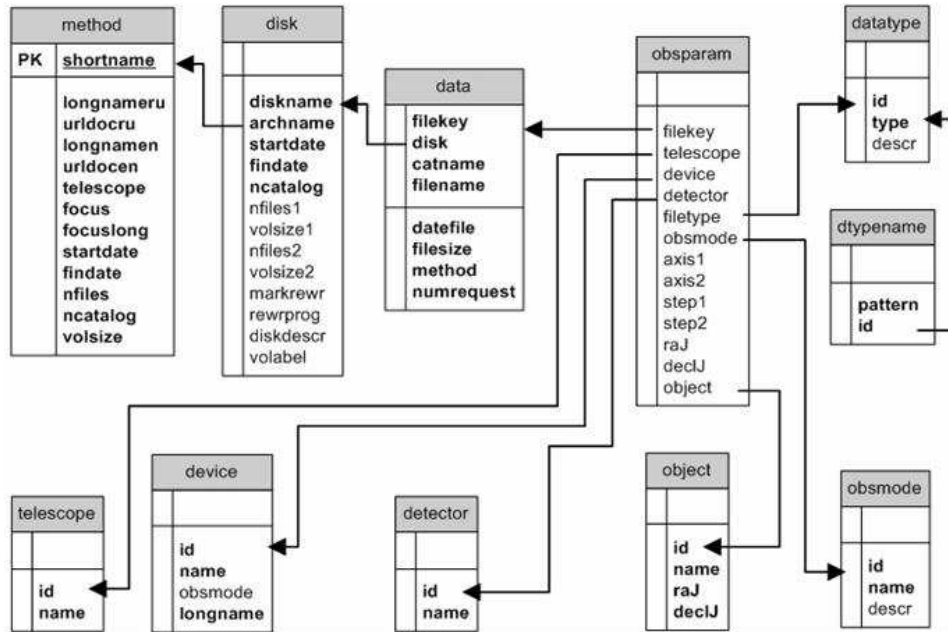 method
PK shortname
longnameru
urldocru
longnamen
urldocen
telescope
focus
focuslong
startdate
findate
nfiles
ncatalog
volsize
disk
diskname
archname
startdate
findate
ncatalog
nfiles1
volsize1
nfiles2
volsize2
markrewr
rewrprog
diskdescr
volabel
data
filekey
disk
catname
filename
datefile
filesize
method
numrequest
obsparam
filekey
telescope
device
detector
filetype
obsmode
axis1
axis2
step1
step2
raJ
declJ
object
datatype
id
type
descr
dtypename
pattern
id
telescope
id
name
device
id
name
obsmode
longname
detector
id
name
object
id
name
raJ
declJ
obsmode
id
name
descr